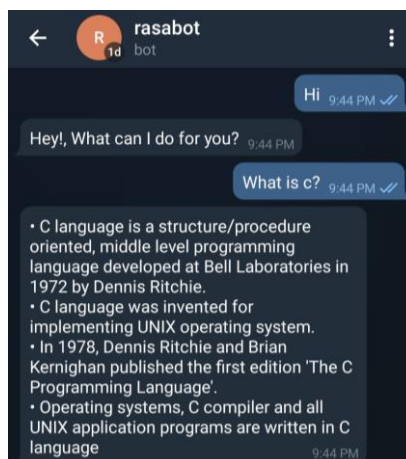 rasabot
R
1d
bot
Hi 9:44 PM
Hey!, What can I do for you? 9:44 PM
What is c? 9:44 PM
• C language is a structure/procedure
oriented, middle level programming
language developed at Bell Laboratories in
1972 by Dennis Ritchie.
• C language was invented for
implementing UNIX operating system.
• In 1978, Dennis Ritchie and Brian
Kernighan published the first edition 'The C
Programming Language'.
• Operating systems, C compiler and all
UNIX application programs are written in C
language 9:44 PM